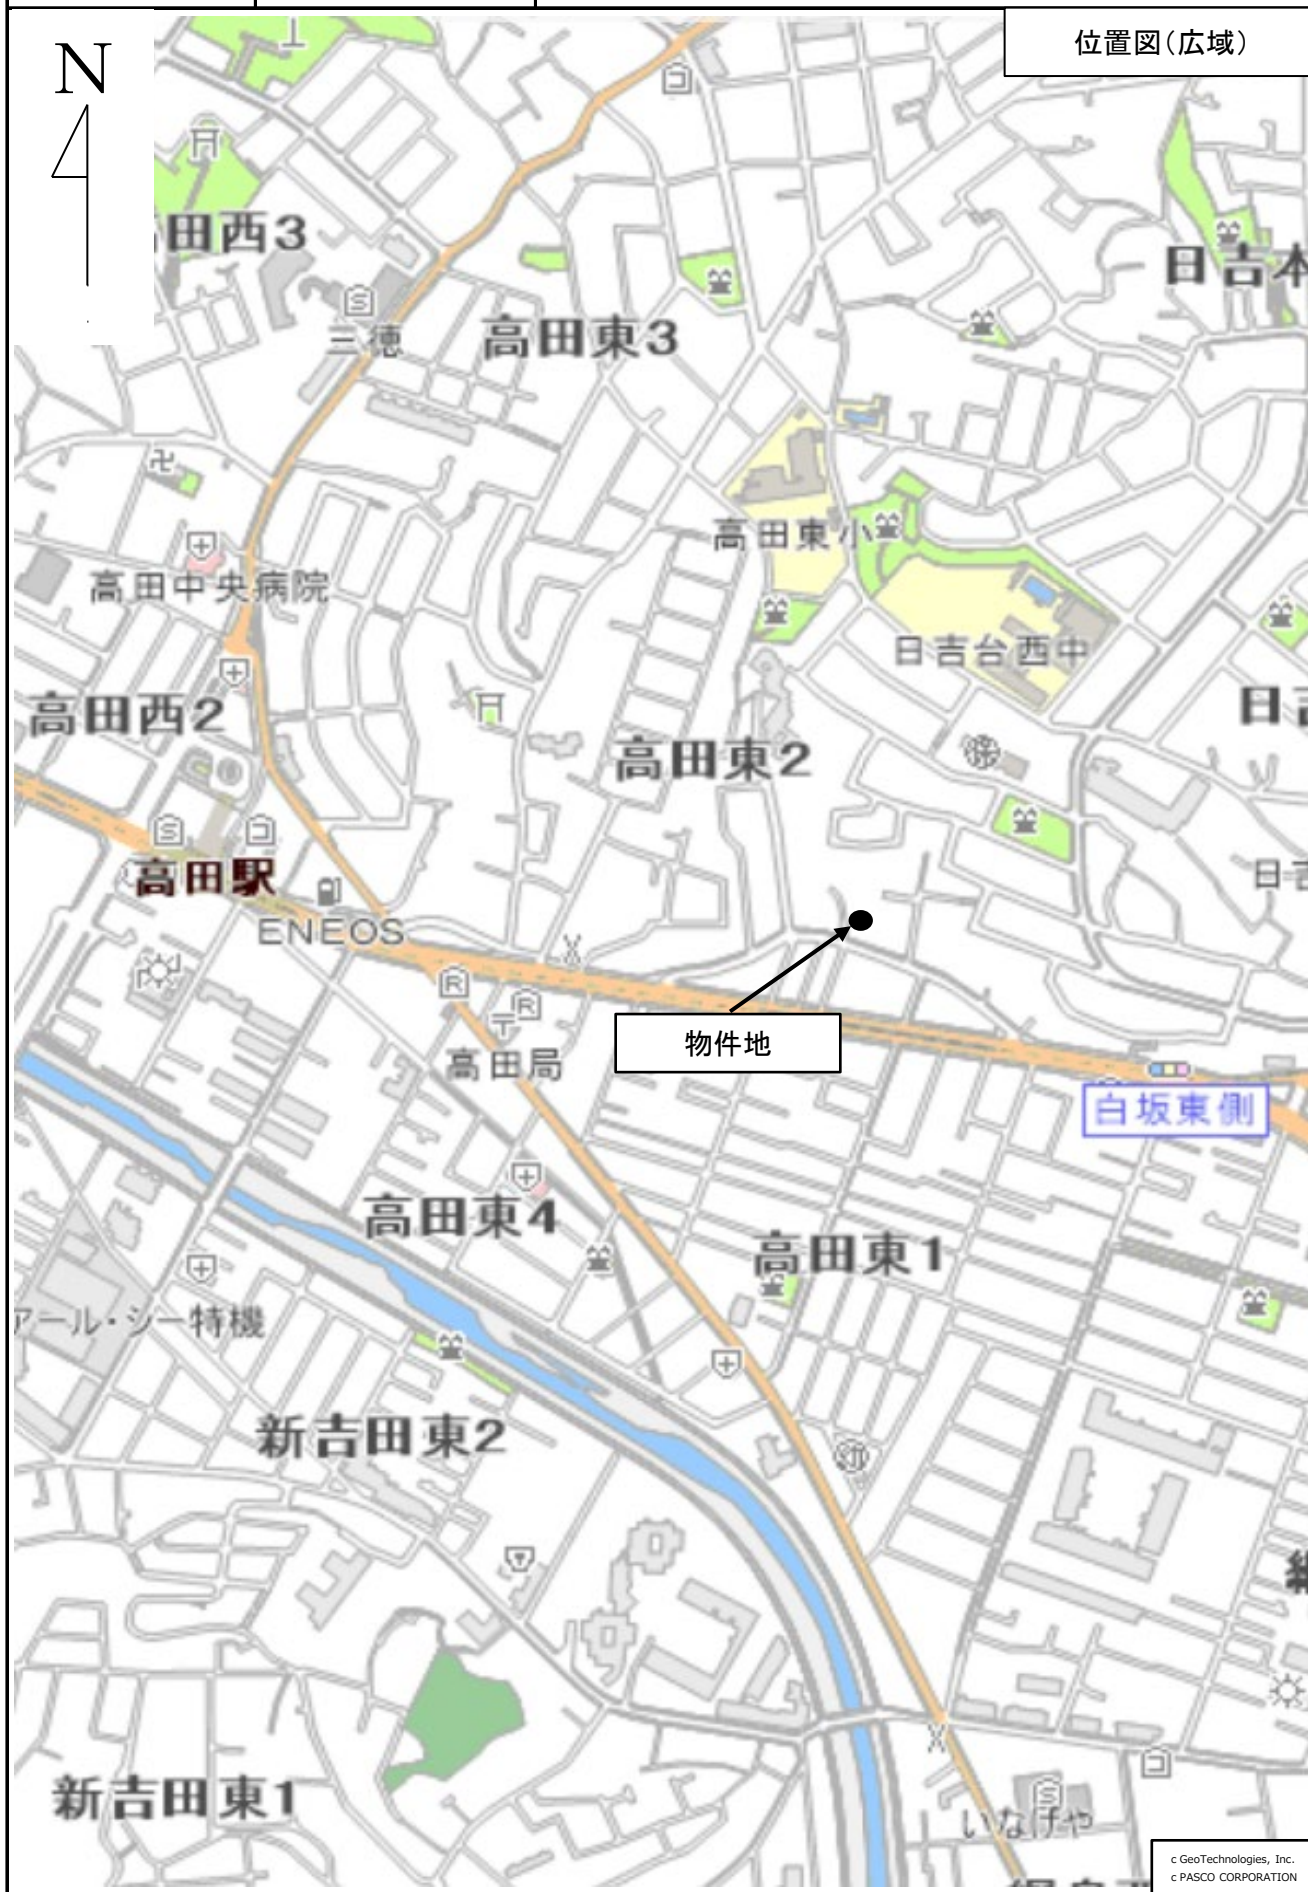 位置図（広域）
N
田西3
日吉本
三徳
高田東3
高田東小
高田中央病院
日吉台西中
高田西2
日吉
高田東2
高田駅
日吉
ENEOS
物件地
高田局
白坂東側
高田東4
高田東1
アール・シー特機
新吉田東2
新吉田東1
いなげや
c GeoTechnologies, Inc.
c PASCO CORPORATION